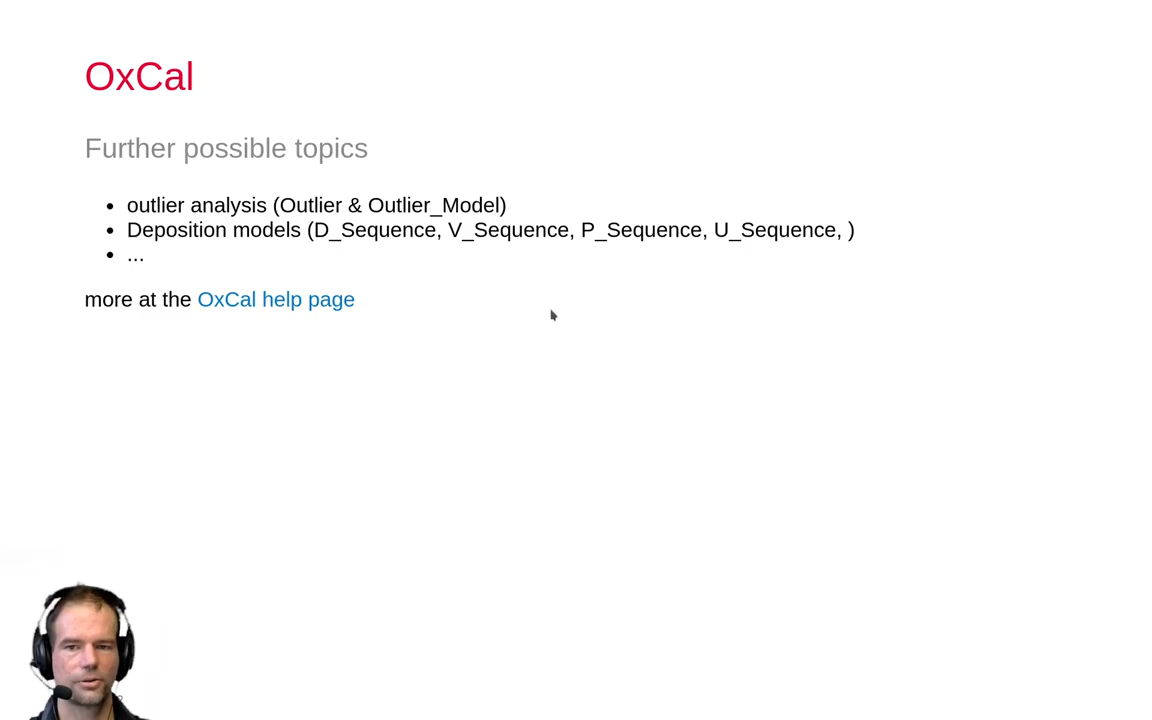 OxCal
Further possible topics
• outlier analysis (Outlier & Outlier_Model)
• Deposition models (D_Sequence, V_Sequence, P_Sequence, U_Sequence, )
• ...
more at the OxCal help page